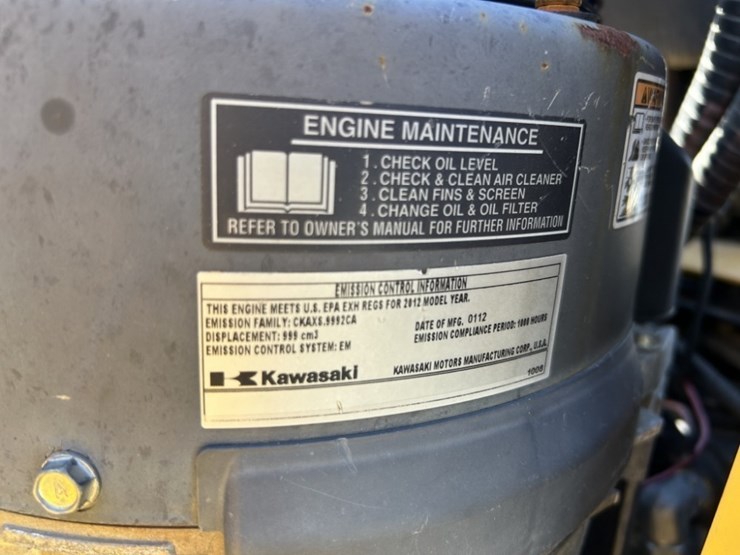 ENGINE MAINTENANCE
1. CHECK OIL LEVEL
2. CHECK & CLEAN AIR CLEANER
3. CLEAN FINS & SCREEN
4. CHANGE OIL & OIL FILTER
REFER TO OWNER'S MANUAL FOR FURTHER INFORMATION
EMISSION CONTROL INFORMATION
THIS ENGINE MEETS U.S. EPA EXH REGS FOR 2012 MODEL YEAR.
EMISSION FAMILY: CKAXS.9992CA
DATE OF MFG. 0112
DISPLACEMENT: 999 cm3
EMISSION COMPLIANCE PERIOD: 1000 HOURS
EMISSION CONTROL SYSTEM: EM
Kawasaki
KAWASAKI MOTORS MANUFACTURING CORP., U.S.A.
1008